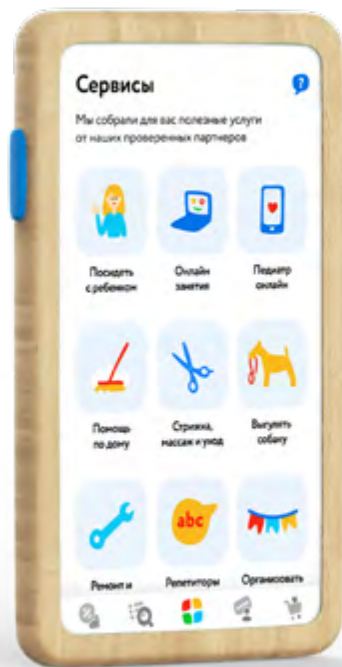 Сервисы
?
Мы собрали для вас полезные услуги
от наших проверенных партнеров
Посидеть
с ребенком
Онлайн
занятия
Педиатр
онлайн
Помощь
по дому
Стрижка,
массаж и уход
Выгулять
собаку
abc
Ремонт и
Репетиторы
Организовать